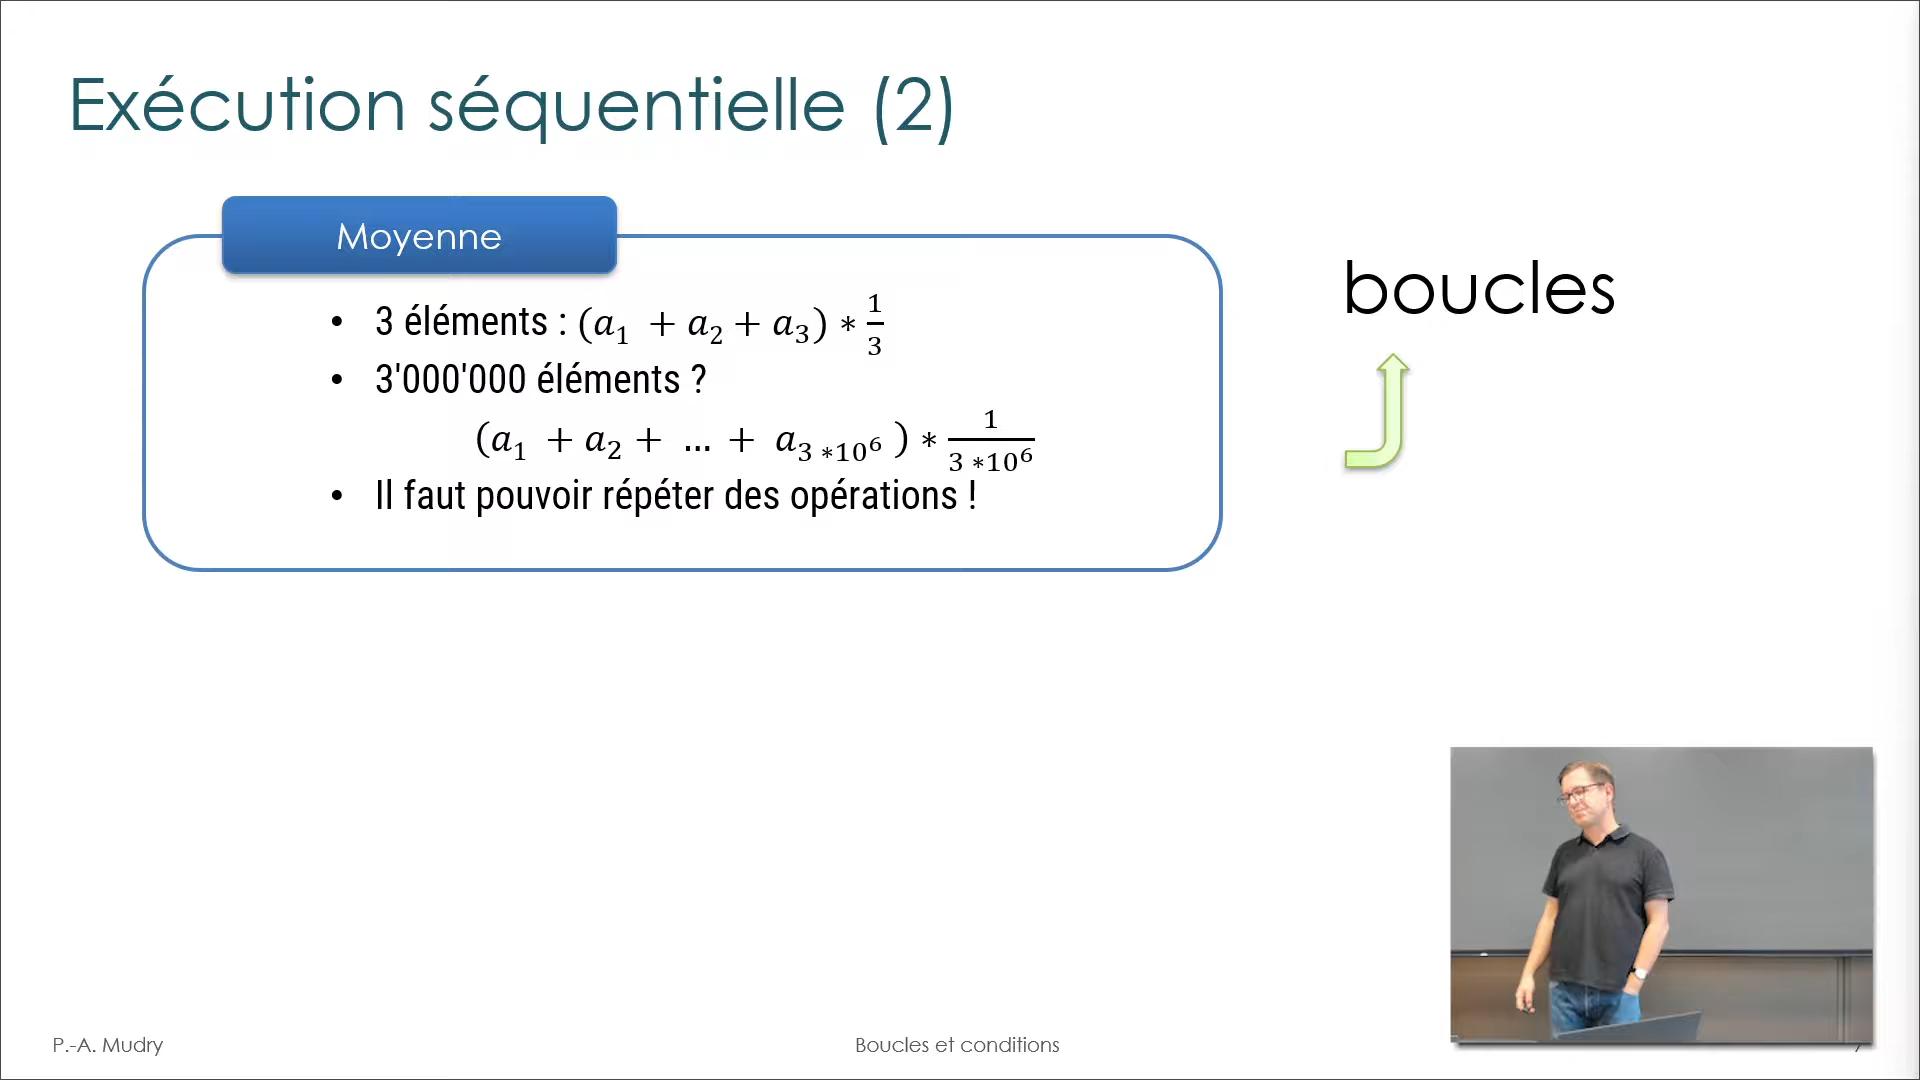 Exécution séquentielle (2)
Moyenne
• 3 éléments : (a₁ + a₂ + a₃) ∗ 1/3
• 3'000'000 éléments ?
(a₁ + a₂ + … + a₃ ∗10⁶ ) ∗ 1/(3 ∗10⁶)
• Il faut pouvoir répéter des opérations !
boucles
P.-A. Mudry
Boucles et conditions